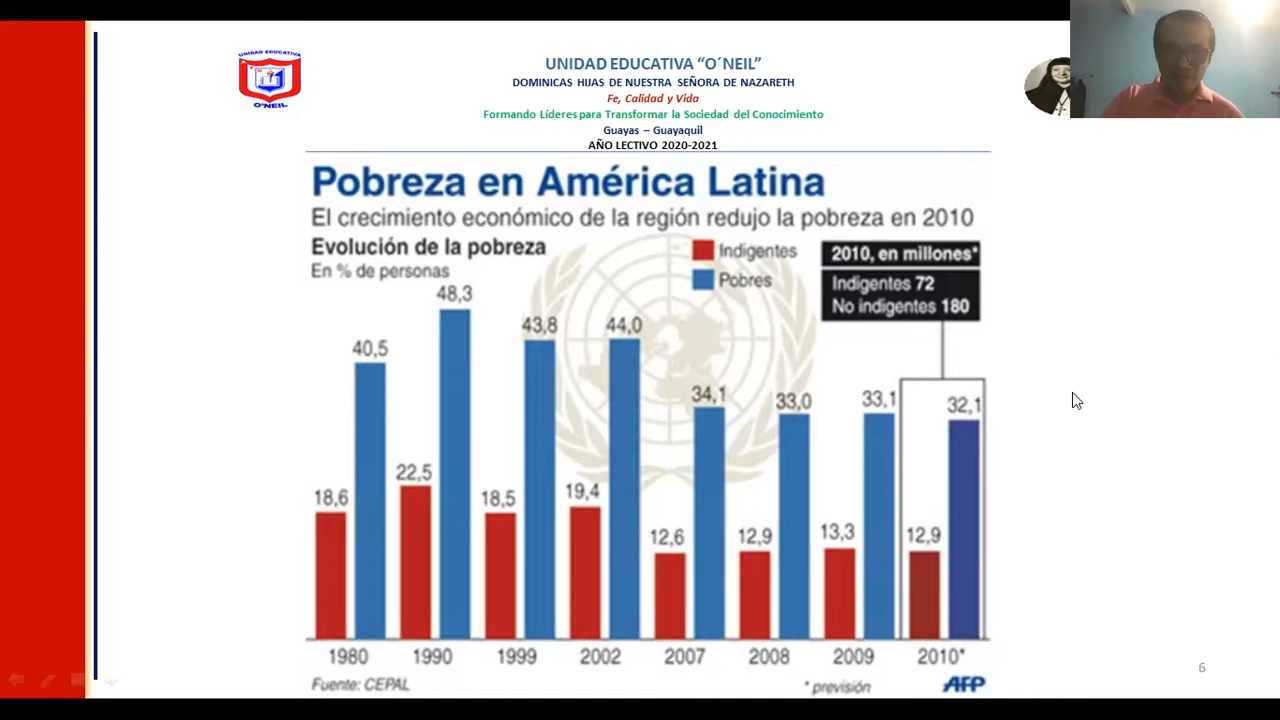 UNIDAD EDUCATIVA
O'NEIL
UNIDAD EDUCATIVA “O´NEIL”
DOMINICAS HIJAS DE NUESTRA SEÑORA DE NAZARETH
Fe, Calidad y Vida
Formando Líderes para Transformar la Sociedad del Conocimiento
Guayas – Guayaquil
AÑO LECTIVO 2020-2021
Pobreza en América Latina
El crecimiento económico de la región redujo la pobreza en 2010
Evolución de la pobreza
En % de personas
Indigentes
Pobres
2010, en millones*
Indigentes 72
No indigentes 180
18,6 40,5 22,5 48,3 18,5 43,8 19,4 44,0 12,6 34,1 12,9 33,0 13,3 33,1 12,9 32,1
1980 1990 1999 2002 2007 2008 2009 2010*
Fuente: CEPAL * previsión AFP
6